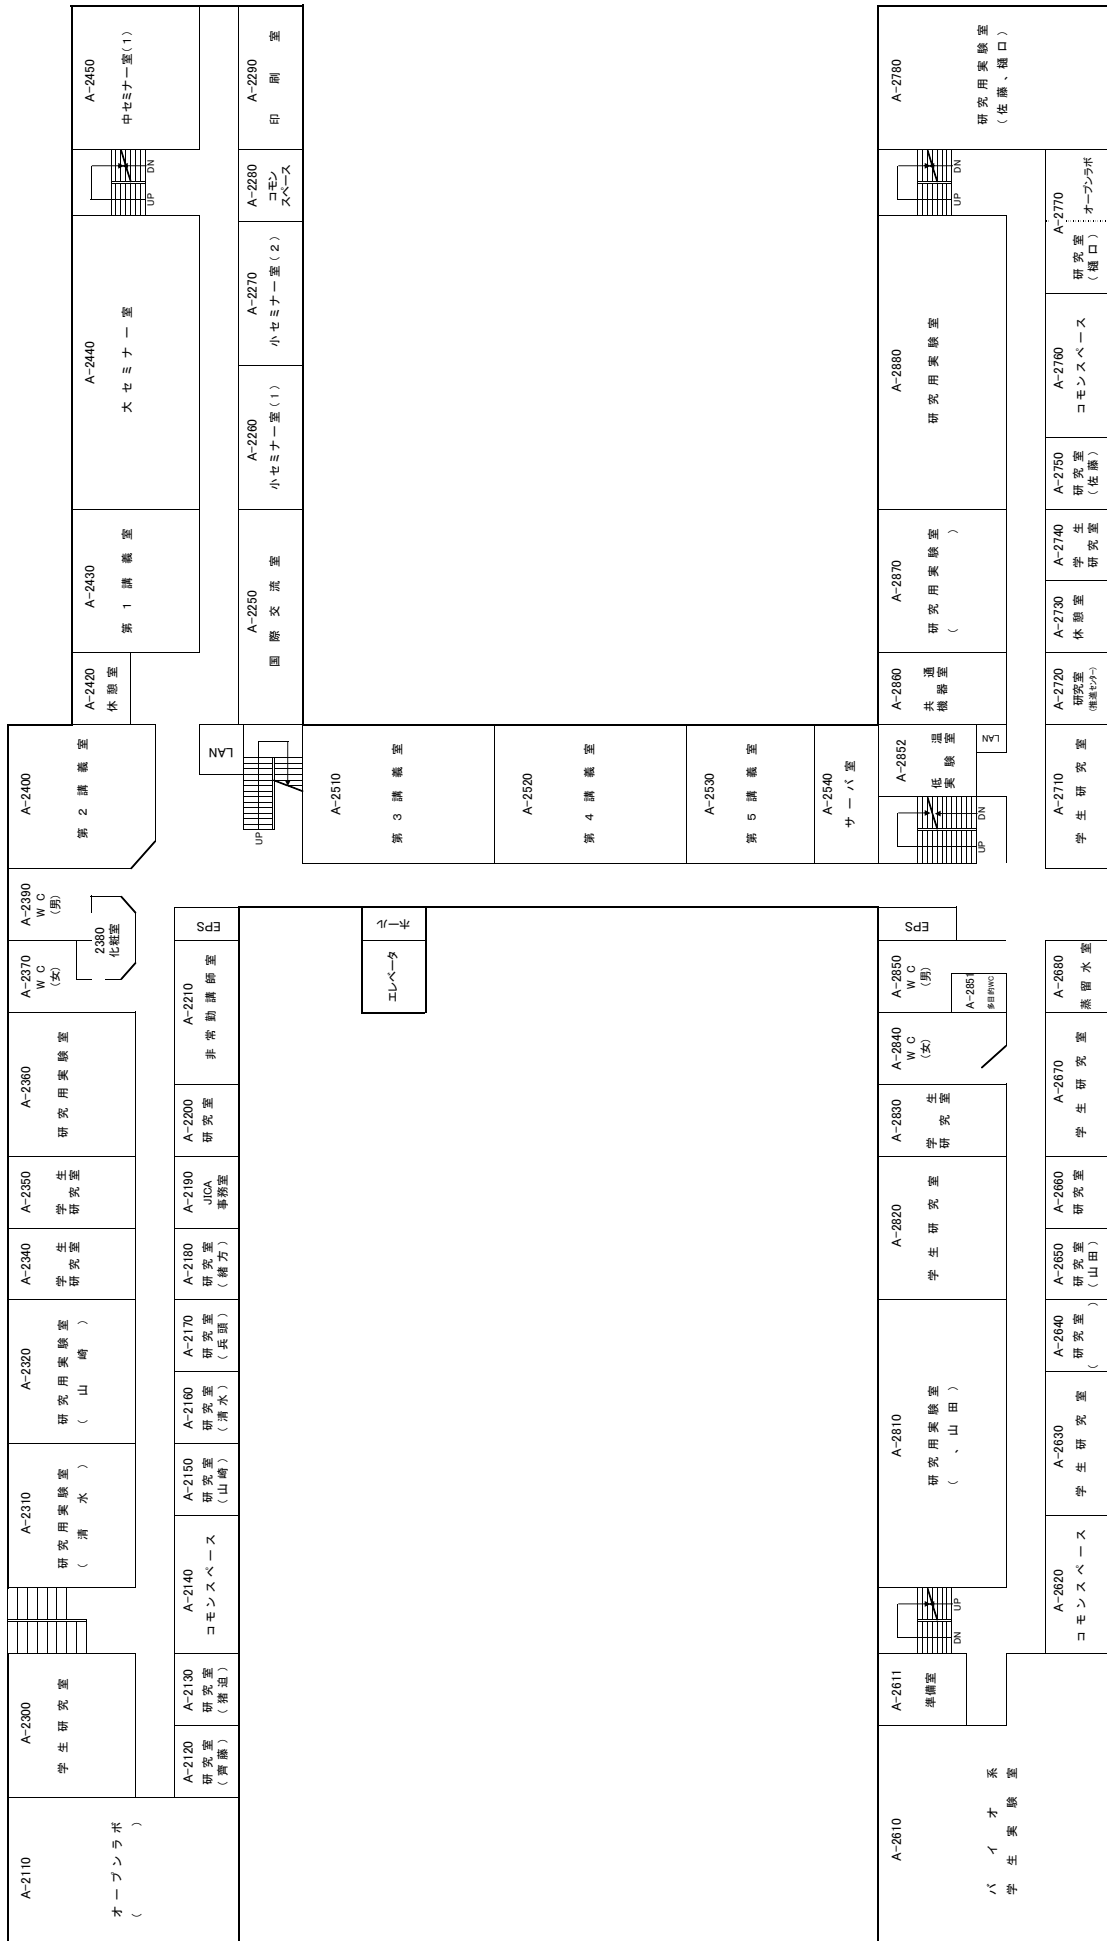 A-2450
中セミナー室(1)
A-2290
印刷室
DN
UP
A-2280
コモン
スペース
A-2440
大セミナー室
A-2270
小セミナー室(2)
A-2260
小セミナー室(1)
A-2430
第1講義室
A-2250
国際交流室
A-2420
休憩室
A-2400
第2講義室
LAN
UP
A-2510
第3講義室
A-2520
第4講義室
A-2530
第5講義室
A-2540
サーバ室
A-2390
WC
(男)
2380
化粧室
A-2370
WC
(女)
EPS
A-2210
非常勤講師室
ホール
エレベータ
A-2360
研究用実験室
A-2200
研究室
A-2350
学生
研究室
A-2190
JICA
事務室
A-2340
学生
研究室
A-2180
研究室
(緒方)
A-2320
研究用実験室
(山崎)
A-2170
研究室
(兵頭)
A-2160
研究室
(清水)
A-2310
研究用実験室
(清水)
A-2150
研究室
(山崎)
A-2140
コモンスペース
A-2300
学生研究室
A-2130
研究室
(猪迫)
A-2120
研究室
(齊藤)
A-2110
オープンラボ
( )
A-2780
研究用実験室
(佐藤、樋口)
DN
UP
A-2770
オープンラボ
研究室
(樋口)
A-2880
研究用実験室
A-2760
コモンスペース
A-2750
研究室
(佐藤)
A-2870
研究用実験室
( )
A-2740
学生
研究室
A-2730
休憩室
A-2860
共通
機器室
A-2720
研究室
(推進センター)
A-2852
低温
実験室
LAN
DN
UP
A-2710
学生研究室
EPS
A-2850
WC
(男)
A-2851
多目的WC
A-2680
蒸留水室
A-2840
WC
(女)
A-2670
学生研究室
A-2830
学生
研究室
A-2820
学生研究室
A-2660
研究室
A-2650
研究室
(山田)
A-2640
研究室
( )
A-2810
研究用実験室
( 、山田)
A-2630
学生研究室
A-2620
コモンスペース
UP
DN
A-2611
準備室
A-2610
バイオ系
学生実験室